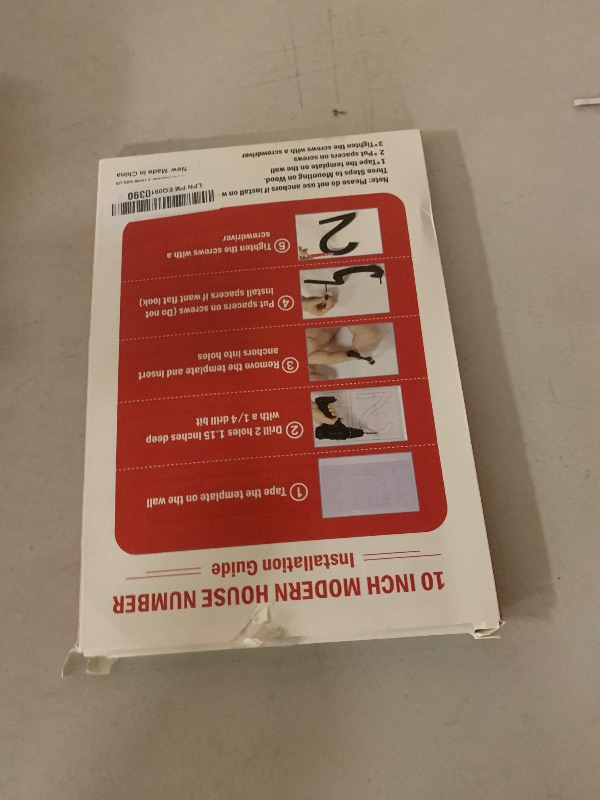 10 INCH MODERN HOUSE NUMBER
Installation Guide
1 Tape the template on the wall
2 Drill 2 holes 1.15 inches deep
with a 1/4 drill bit
3 Remove the template and insert
anchors into holes
4 Put spacers on screws (Do not
install spacers if want flat look)
5 Tighten the screws with a
screwdriver
Note: Please do not use anchors if install on w
Three Steps to Mounting on Wood.
1*Tape the template on the wall
2 *Put spacers on screws
3*Tighten the screws with a screwdriver
New Made in China